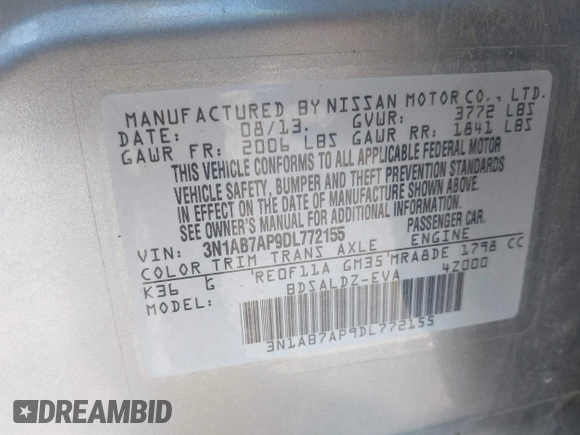 MANUFACTURED BY NISSAN MOTOR CO., LTD.
DATE: 08/13. GVWR: 3772 LBS
GAWR FR: 2006 LBS GAWR RR: 1841 LBS
THIS VEHICLE CONFORMS TO ALL APPLICABLE FEDERAL MOTOR
VEHICLE SAFETY, BUMPER AND THEFT PREVENTION STANDARDS
IN EFFECT ON THE DATE OF MANUFACTURE SHOWN ABOVE.
SEE OWNER'S MANUAL FOR ADDITIONAL INFORMATION.
VIN: 3N1AB7AP9DL772155 PASSENGER CAR.
COLOR TRIM TRANS AXLE ENGINE
K36 G 'RE0F11A GM35'MRA8DE 1798 CC
MODEL: BDSALDZ-EVA 4Z000
3N1AB7AP9DL772155
DREAMBID